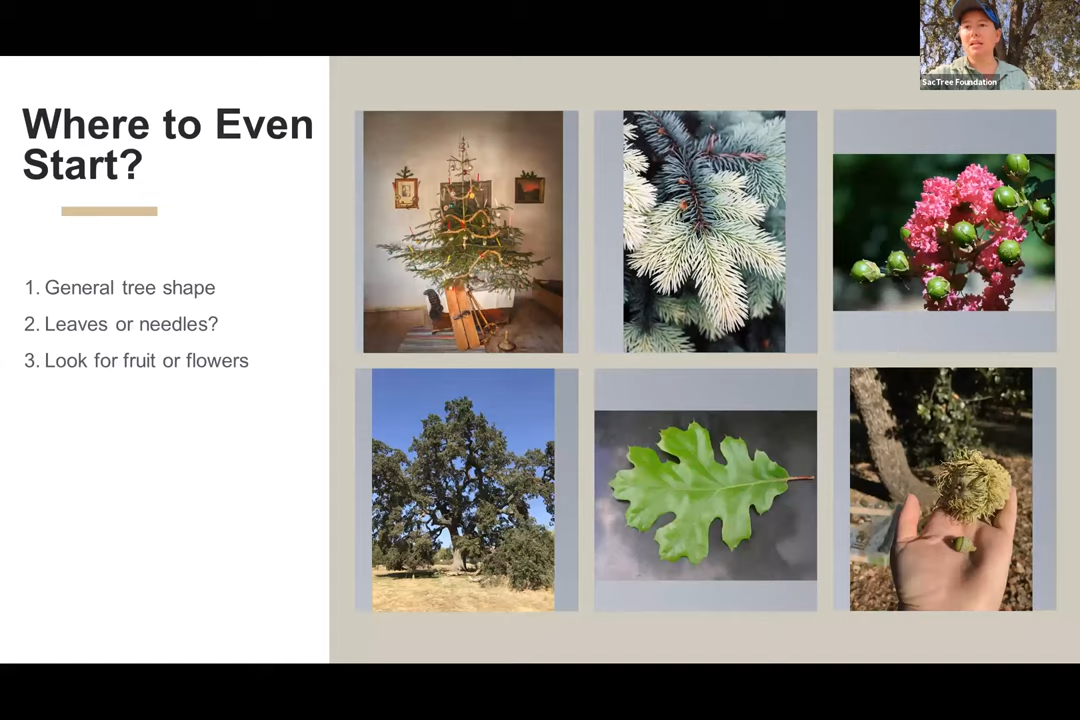 SacTree Foundation
Where to Even
Start?
1. General tree shape
2. Leaves or needles?
3. Look for fruit or flowers